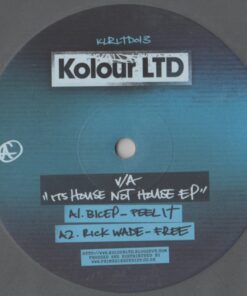 KLRLTD013
Kolour LTD
V/A
"ITS HOUSE NOT HOUSE EP"
A1. BICEP - FEEL IT
A2. RICK WADE - FREE